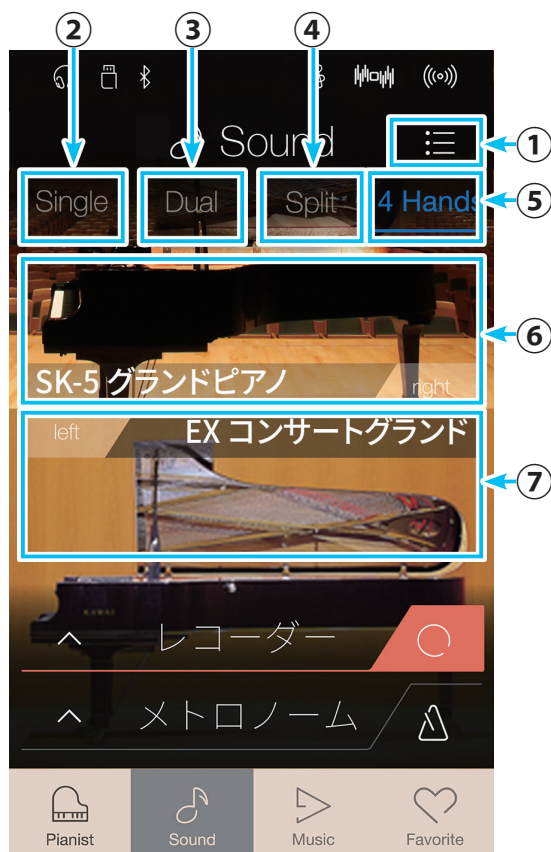 ② ③ ④
Sound
①
Single Dual Split 4 Hands
⑤
SK-5 グランドピアノ
right
⑥
left
EX コンサートグランド
⑦
KAWAI
レコーダー
メトロノーム
Pianist Sound Music Favorite